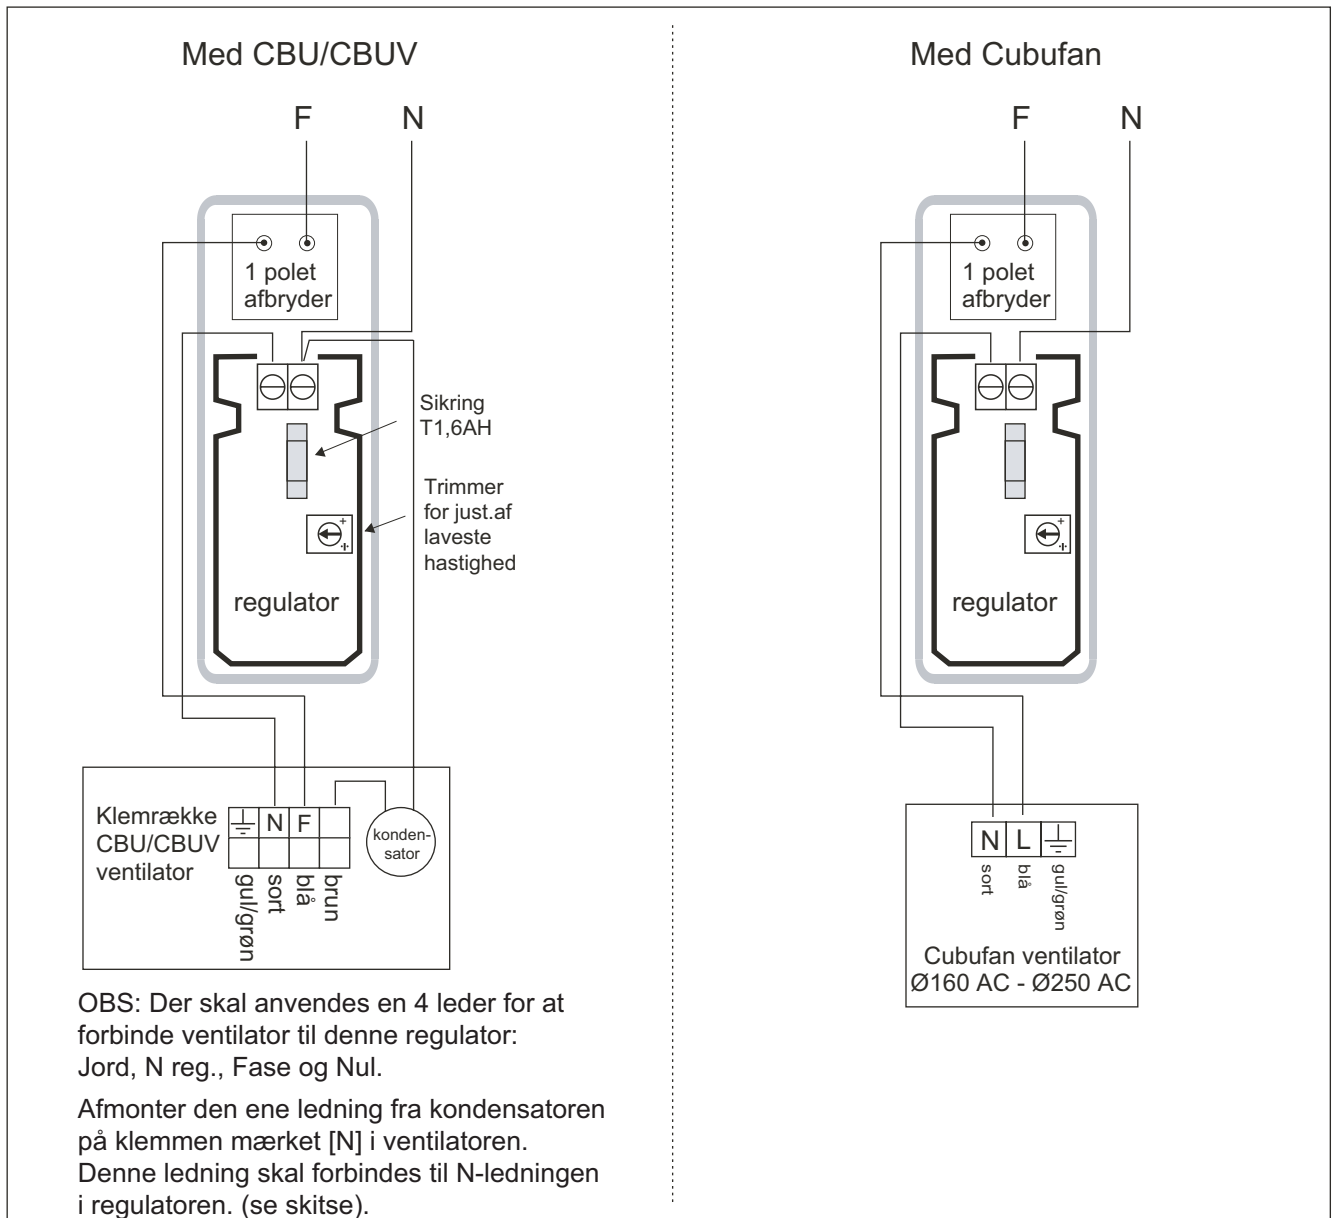 Med CBU/CBUV
F N
1 polet
afbryder
Sikring
T1,6AH
Trimmer
for just.af
laveste
hastighed
+
-
regulator
Klemrække
CBU/CBUV
ventilator
N F
gul/grøn
sort
blå
brun
konden-
sator
OBS: Der skal anvendes en 4 leder for at
forbinde ventilator til denne regulator:
Jord, N reg., Fase og Nul.
Afmonter den ene ledning fra kondensatoren
på klemmen mærket [N] i ventilatoren.
Denne ledning skal forbindes til N-ledningen
i regulatoren. (se skitse).
Med Cubufan
F N
1 polet
afbryder
+
-
regulator
N L
sort
blå
gul/grøn
Cubufan ventilator
Ø160 AC - Ø250 AC